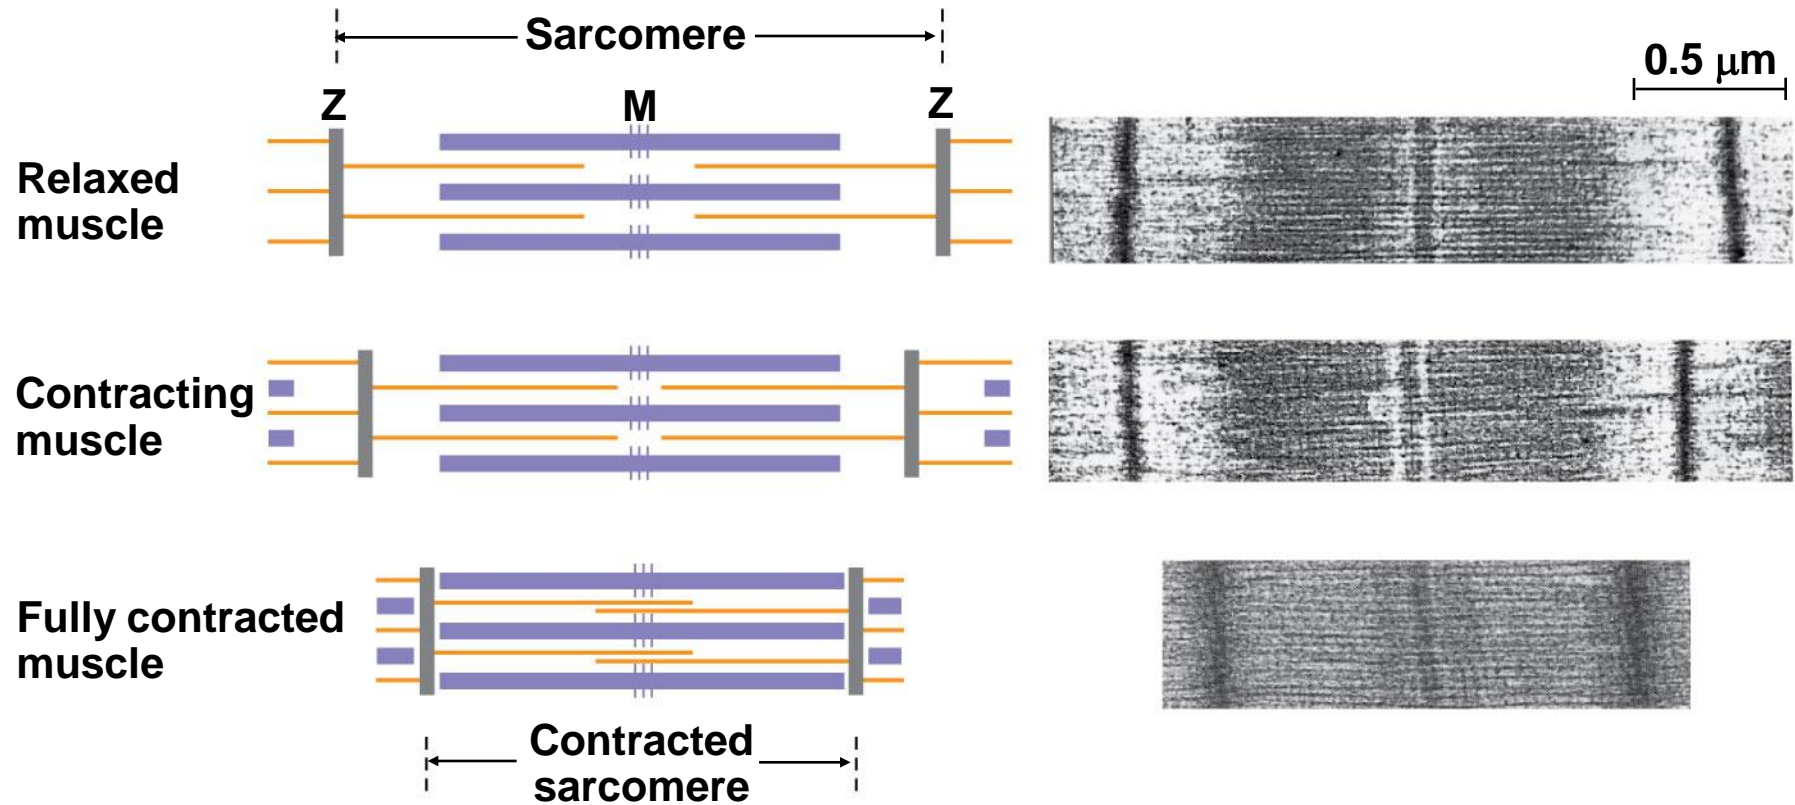 Sarcomere
0.5 μm
Z
M
Z
Relaxed
muscle
Contracting
muscle
Fully contracted
muscle
Contracted
sarcomere